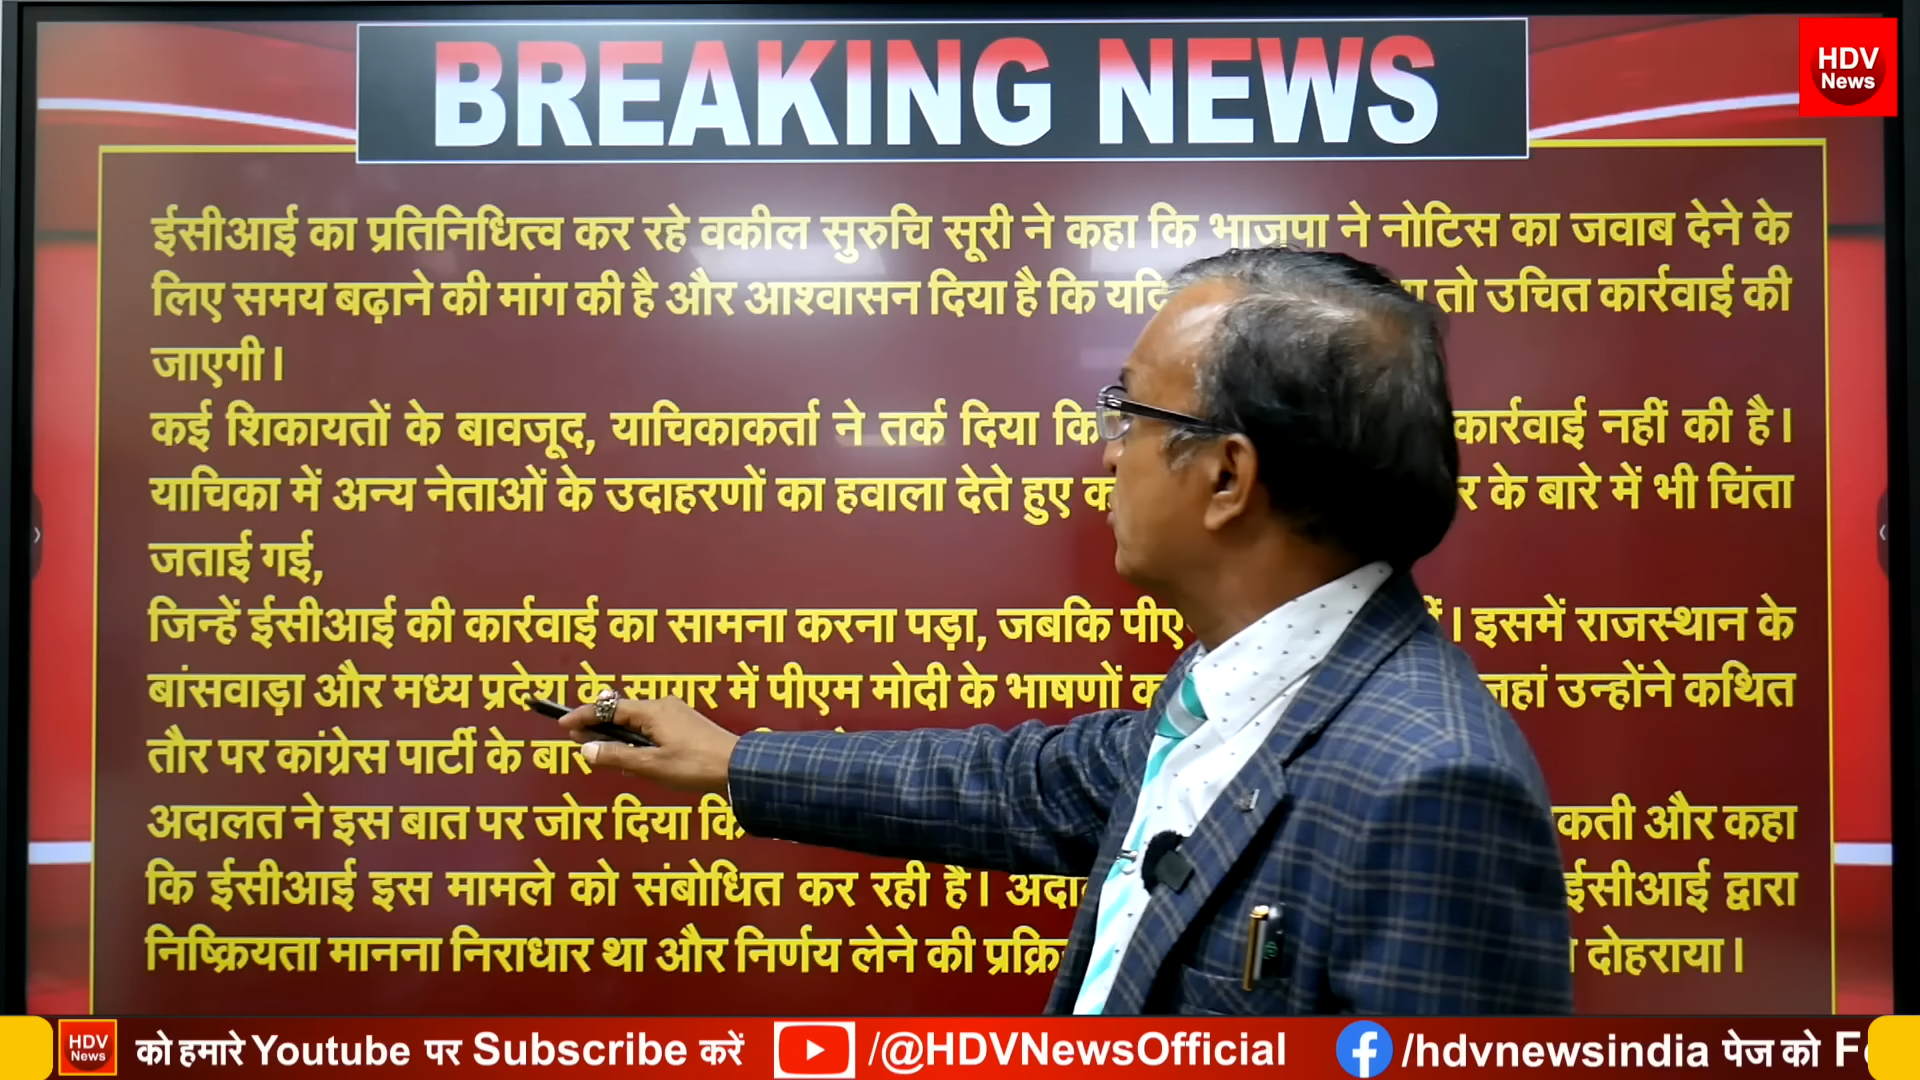 BREAKING NEWS
HDV
News
ईसीआई का प्रतिनिधित्व कर रहे वकील सुरुचि सूरी ने कहा कि भाजपा ने नोटिस का जवाब देने के
लिए समय बढ़ाने की मांग की है और आश्वासन दिया है कि यदि तो उचित कार्रवाई की
जाएगी।
कई शिकायतों के बावजूद, याचिकाकर्ता ने तर्क दिया कि कार्रवाई नहीं की है।
याचिका में अन्य नेताओं के उदाहरणों का हवाला देते हुए के बारे में भी चिंता
जताई गई,
जिन्हें ईसीआई की कार्रवाई का सामना करना पड़ा, जबकि । इसमें राजस्थान के
बांसवाड़ा और मध्य प्रदेश के सागर में पीएम मोदी के भाषणों जहां उन्होंने कथित
तौर पर कांग्रेस पार्टी के
अदालत ने इस बात पर जोर दिया कि और कहा
कि ईसीआई इस मामले को संबोधित कर रही है। ईसीआई द्वारा
निष्क्रियता मानना निराधार था और निर्णय लेने की दोहराया।
HDV
News
को हमारे Youtube पर Subscribe करें /@HDVNewsOfficial /hdvnewsindia पेज को